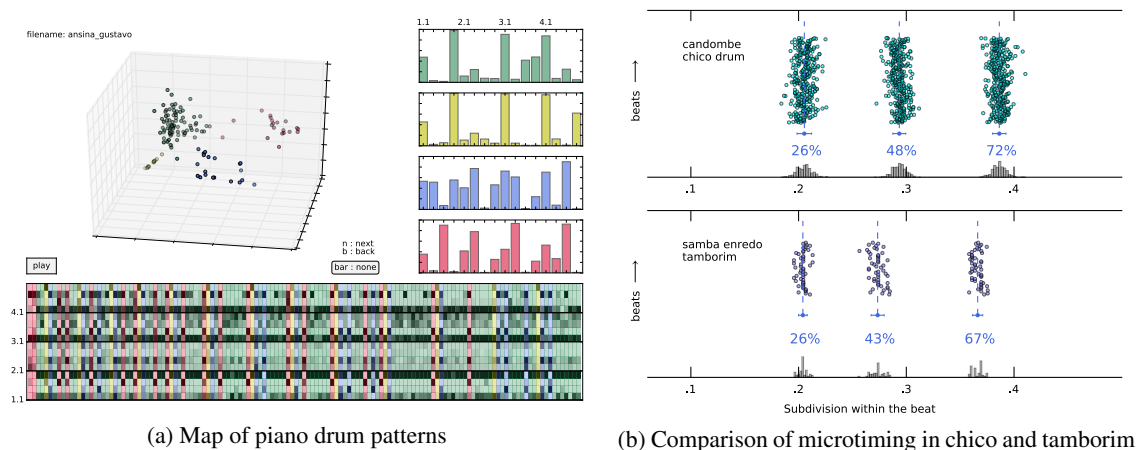 filename: ansina_gustavo
1.1 2.1 3.1 4.1
n : next
b : back
play
bar : none
4.1
3.1
2.1
1.1
(a) Map of piano drum patterns
candombe
chico drum
beats
26% 48% 72%
.1 .2 .3 .4
samba enredo
tamborim
beats
26% 43% 67%
.1 .2 .3 .4
Subdivision within the beat
(b) Comparison of microtiming in chico and tamborim